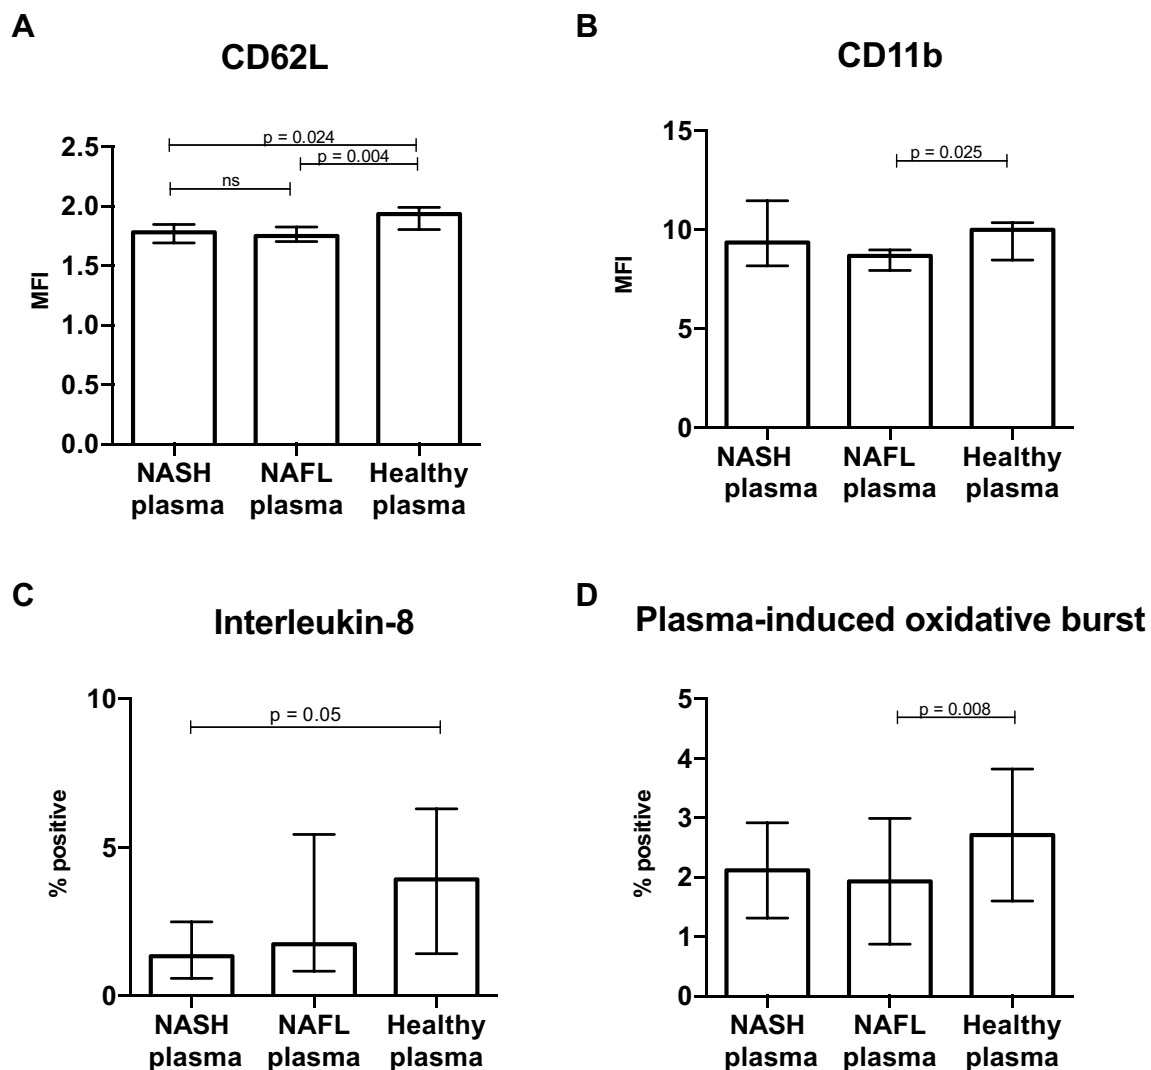 A
CD62L
p = 0.024
p = 0.004
ns
2.5
2.0
1.5
1.0
0.5
0.0
MFI
NASH plasma
NAFL plasma
Healthy plasma
B
CD11b
p = 0.025
15
10
5
0
MFI
NASH plasma
NAFL plasma
Healthy plasma
C
Interleukin-8
p = 0.05
10
5
0
% positive
NASH plasma
NAFL plasma
Healthy plasma
D
Plasma-induced oxidative burst
p = 0.008
5
4
3
2
1
0
% positive
NASH plasma
NAFL plasma
Healthy plasma